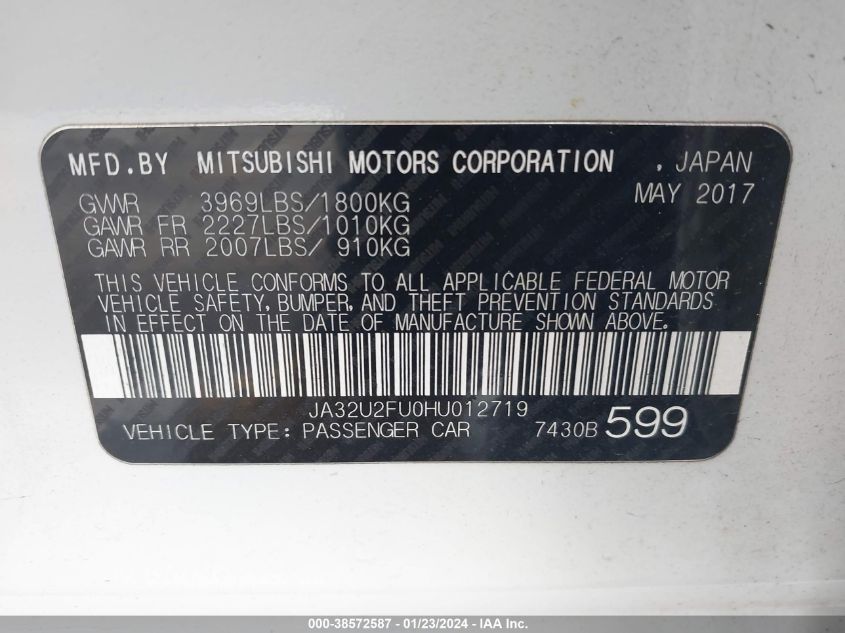 MFD.BY MITSUBISHI MOTORS CORPORATION . JAPAN
GVWR 3969LBS/1800KG MAY 2017
GAWR FR 2227LBS/1010KG
GAWR RR 2007LBS/ 910KG
THIS VEHICLE CONFORMS TO ALL APPLICABLE FEDERAL MOTOR
VEHICLE SAFETY, BUMPER, AND THEFT PREVENTION STANDARDS
IN EFFECT ON THE DATE OF MANUFACTURE SHOWN ABOVE.
JA32U2FU0HU012719
VEHICLE TYPE: PASSENGER CAR 7430B 599
000-38572587 - 01/23/2024 - IAAI.com